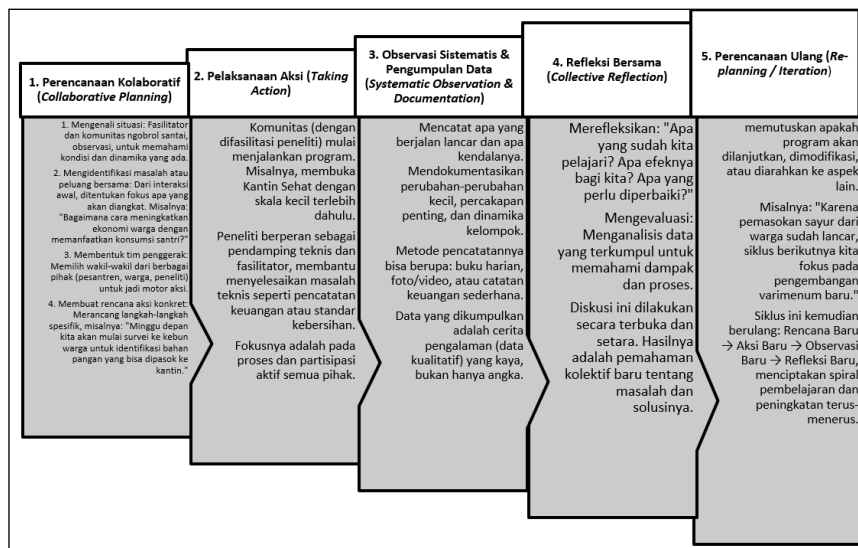 1. Perencanaan Kolaboratif
(Collaborative Planning)
1. Mengenali situasi: Fasilitator
dan komunitas ngobrol santai,
observasi, untuk memahami
kondisi dan dinamika yang ada.
2. Mengidentifikasi masalah atau
peluang bersama: Dari interaksi
awal, ditentukan fokus apa yang
akan diangkat. Misalnya:
"Bagaimana cara meningkatkan
ekonomi warga dengan
memanfaatkan konsumsi santri?"
3. Membentuk tim penggerak:
Memilih wakil-wakil dari berbagai
pihak (pesantren, warga, peneliti)
untuk jadi motor aksi.
4. Membuat rencana aksi konkret:
Merancang langkah-langkah
spesifik, misalnya: "Minggu depan
kita akan mulai survei ke kebun
warga untuk identifikasi bahan
pangan yang bisa dipasok ke
kantin."
2. Pelaksanaan Aksi (Taking
Action)
Komunitas (dengan
difasilitasi peneliti) mulai
menjalankan program.
Misalnya, membuka
Kantin Sehat dengan
skala kecil terlebih
dahulu.
Peneliti berperan sebagai
pendamping teknis dan
fasilitator, membantu
menyelesaikan masalah
teknis seperti pencatatan
keuangan atau standar
kebersihan.
Fokusnya adalah pada
proses dan partisipasi
aktif semua pihak.
3. Observasi Sistematis &
Pengumpulan Data
(Systematic Observation &
Documentation)
Mencatat apa yang
berjalan lancar dan apa
kendalanya.
Mendokumentasikan
perubahan-perubahan
kecil, percakapan
penting, dan dinamika
kelompok.
Metode pencatatannya
bisa berupa: buku harian,
foto/video, atau catatan
keuangan sederhana.
Data yang dikumpulkan
adalah cerita
pengalaman (data
kualitatif) yang kaya,
bukan hanya angka.
4. Refleksi Bersama
(Collective Reflection)
Merefleksikan: "Apa
yang sudah kita
pelajari? Apa efeknya
bagi kita? Apa yang
perlu diperbaiki?"
Mengevaluasi:
Menganalisis data
yang terkumpul untuk
memahami dampak
dan proses.
Diskusi ini dilakukan
secara terbuka dan
setara. Hasilnya
adalah pemahaman
kolektif baru tentang
masalah dan
solusinya.
5. Perencanaan Ulang (Re-
planning / Iteration)
memutuskan apakah
program akan
dilanjutkan, dimodifikasi,
atau diarahkan ke aspek
lain.
Misalnya: "Karena
pemasokan sayur dari
warga sudah lancar,
siklus berikutnya kita
fokus pada
pengembangan
varimenum baru."
Siklus ini kemudian
berulang: Rencana Baru
→ Aksi Baru → Observasi
Baru → Refleksi Baru,
menciptakan spiral
pembelajaran dan
peningkatan terus-
menerus.